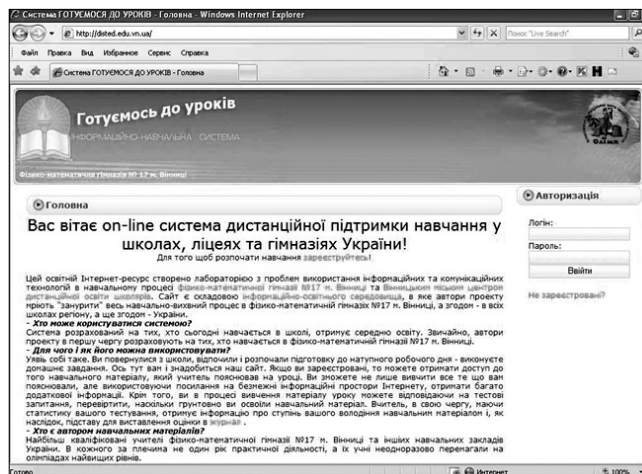 Система ГОТУЄМОСЯ ДО УРОКІВ - Головна - Windows Internet Explorer
http://disted.edu.vn.ua/
Поиск "Live Search"
Файл Правка Вид Избранное Сервис Справка
Система ГОТУЄМОСЯ ДО УРОКІВ - Головна
Готуємось до уроків
ІНФОРМАЦІЙНО-НАВЧАЛЬНА СИСТЕМА
ОЛІМП
Фізико-математична гімназія № 17 м. Вінниці
Головна
Вас вітає on-line система дистанційної підтримки навчання у
школах, ліцеях та гімназіях України!
Для того щоб розпочати навчання зареєструйтесь!
Цей освітній Інтернет-ресурс створено лабораторією з проблем використання інформаційних та комунікаційних
технологій в навчальному процесі фізико-математичної гімназії №17 м. Вінниці та Вінницьким міським центром
дистанційної освіти школярів. Сайт є складовою інформаційно-освітнього середовища, в яке автори проекту
мріють "занурити" весь навчально-виховний процес в фізико-математичній гімназіх №17 м. Вінниці, а згодом - в всіх
школах регіону, а ще згодом - України.
- Хто може користуватися системою?
Система розрахований на тих, хто сьогодні навчається в школі, отримує середню освіту. Звичайно, автори
проекту в першу чергу розраховують на тих, хто навчається в фізико-математичній гімназії №17 м. Вінниці.
- Для чого і як його можна використовувати?
Уявь собі таке. Ви повернулися з школи, відпочили і розпочали підготовку до наступного робочого дня - виконуєте
домашнє завдання. Ось тут вам і знадобиться наш сайт. Якщо ви зареєстровані, то можете отримати доступ до
того навчального матеріалу, який учитель пояснював на уроці. Ви зможете не лише вивчити все те що вам
пояснювали, але використовуючи посилання на безмежні інформаційні простори Інтернету, отримати багато
додаткової інформації. Крім того, ви в процесі вивчення матеріалу уроку можете відповідаючи на тестові
запитання, перевіртити, наскільки ґрунтовно ви освоїли навчальний матеріал. Вчитель, в свою чергу, маючи
статистику вашого тестування, отримує інформацію про ступінь вашого володіння навчальним матеріалом і, як
наслідок, підставу для виставлення оцінки в журнал .
- Хто є автором навчальних матеріалів?
Найбільш кваліфіковані учителі фізико-математичної гімназії №17 м. Вінниці та інших навчальних закладів
України. В кожного за плечима не один рік практичної діяльності, а їх учні неодноразово перемагали на
олімпіадах найвищих рівнів.
Авторизація
Логін:
Пароль:
Ввійти
Не зареєстровані?
Готово
Интернет
100%